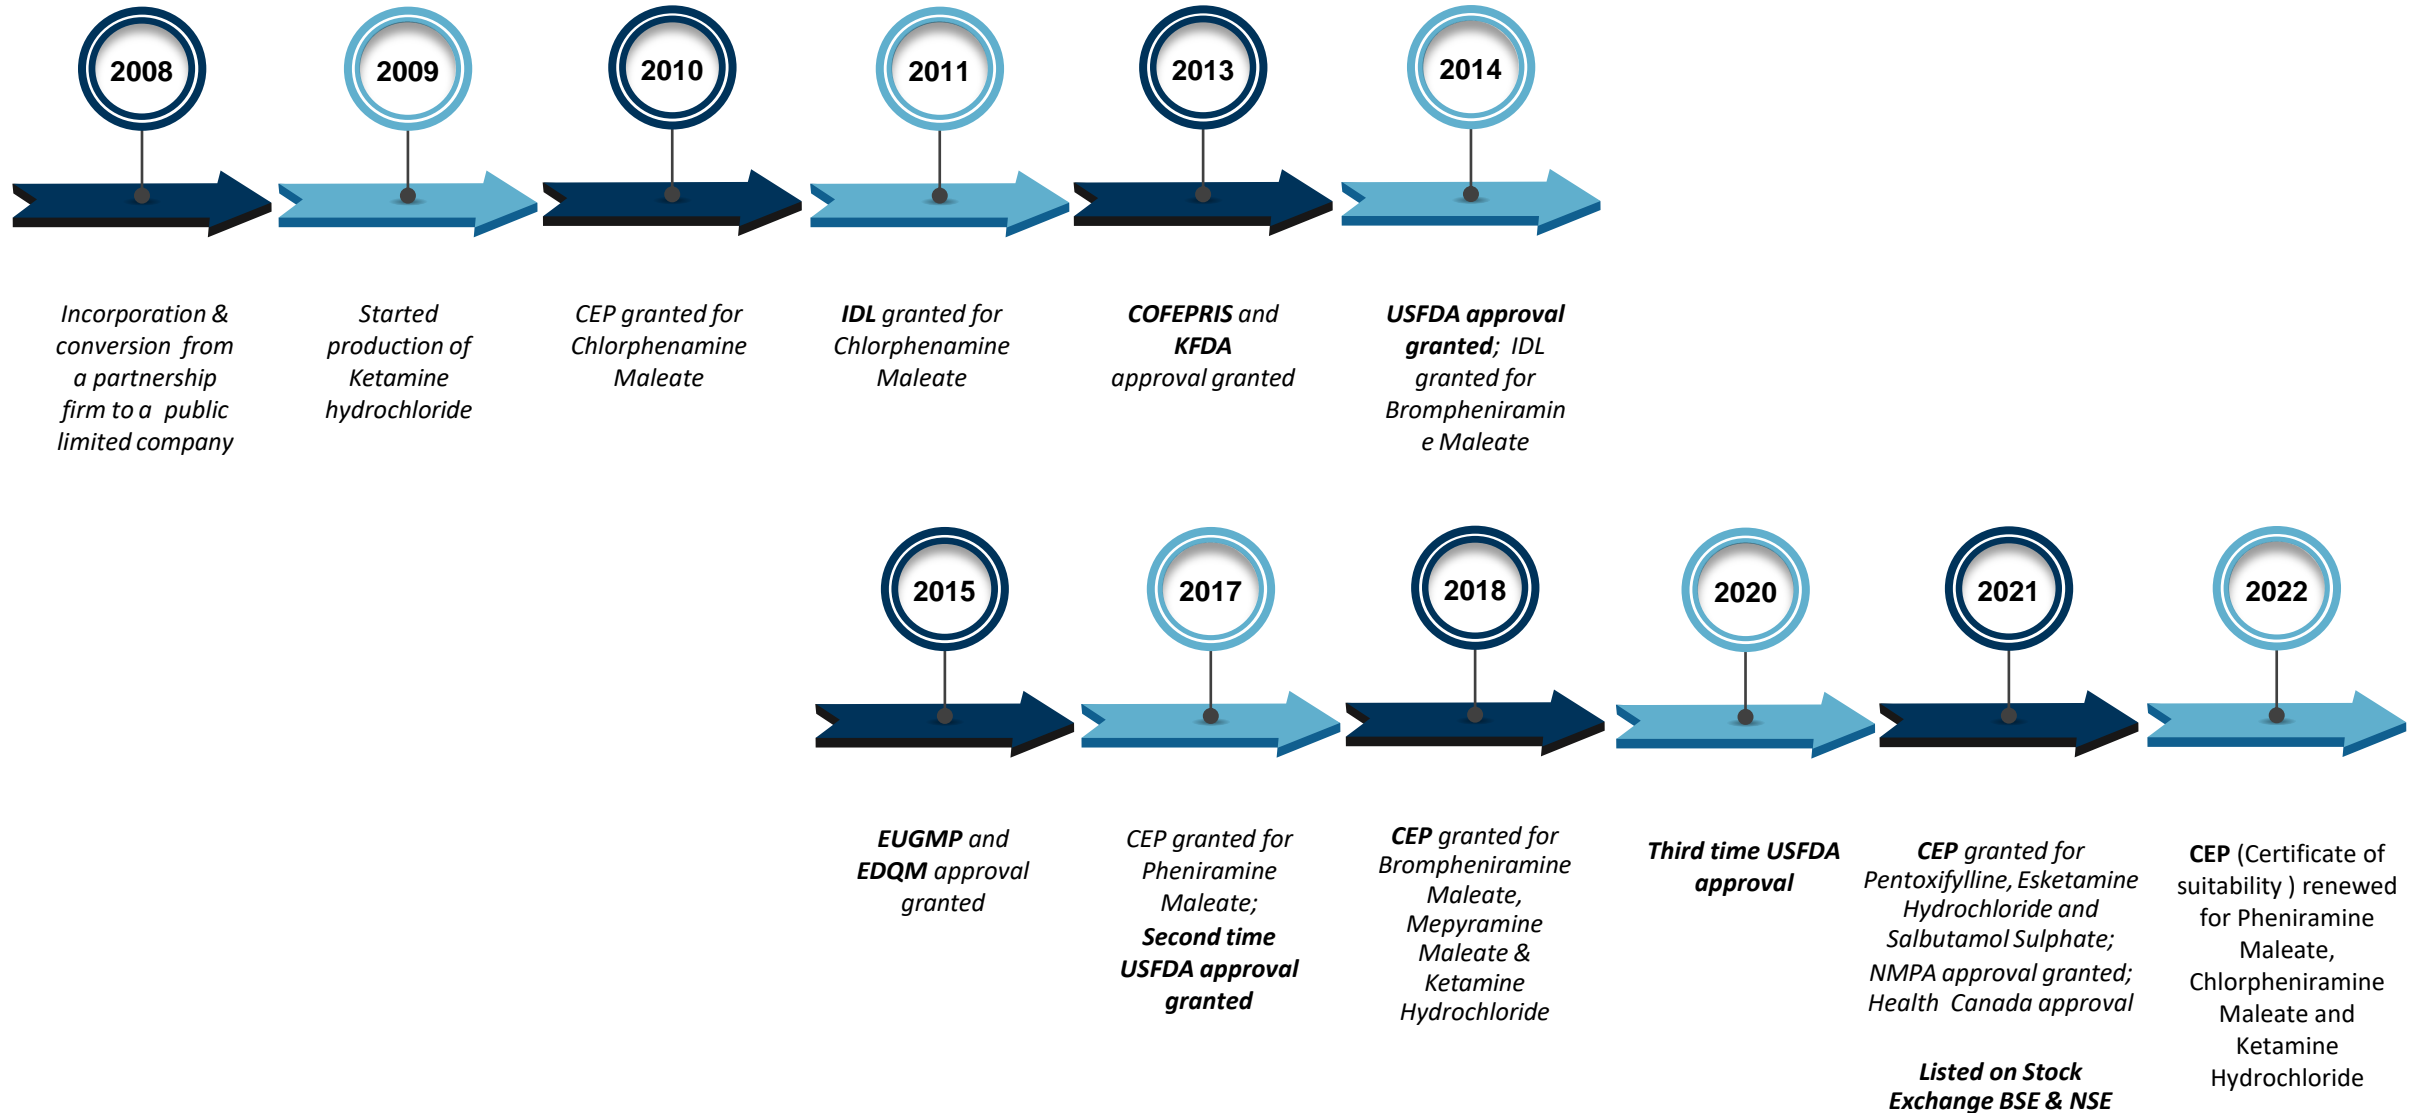 2008
Incorporation &
conversion from
a partnership
firm to a public
limited company
2009
Started
production of
Ketamine
hydrochloride
2010
CEP granted for
Chlorphenamine
Maleate
2011
IDL granted for
Chlorphenamine
Maleate
2013
COFEPRIS and
KFDA
approval granted
2014
USFDA approval
granted; IDL
granted for
Brompheniramin
e Maleate
2015
EUGMP and
EDQM approval
granted
2017
CEP granted for
Pheniramine
Maleate;
Second time
USFDA approval
granted
2018
CEP granted for
Brompheniramine
Maleate,
Mepyramine
Maleate &
Ketamine
Hydrochloride
2020
Third time USFDA
approval
2021
CEP granted for
Pentoxifylline, Esketamine
Hydrochloride and
Salbutamol Sulphate;
NMPA approval granted;
Health Canada approval
Listed on Stock
Exchange BSE & NSE
2022
CEP (Certificate of
suitability ) renewed
for Pheniramine
Maleate,
Chlorpheniramine
Maleate and
Ketamine
Hydrochloride